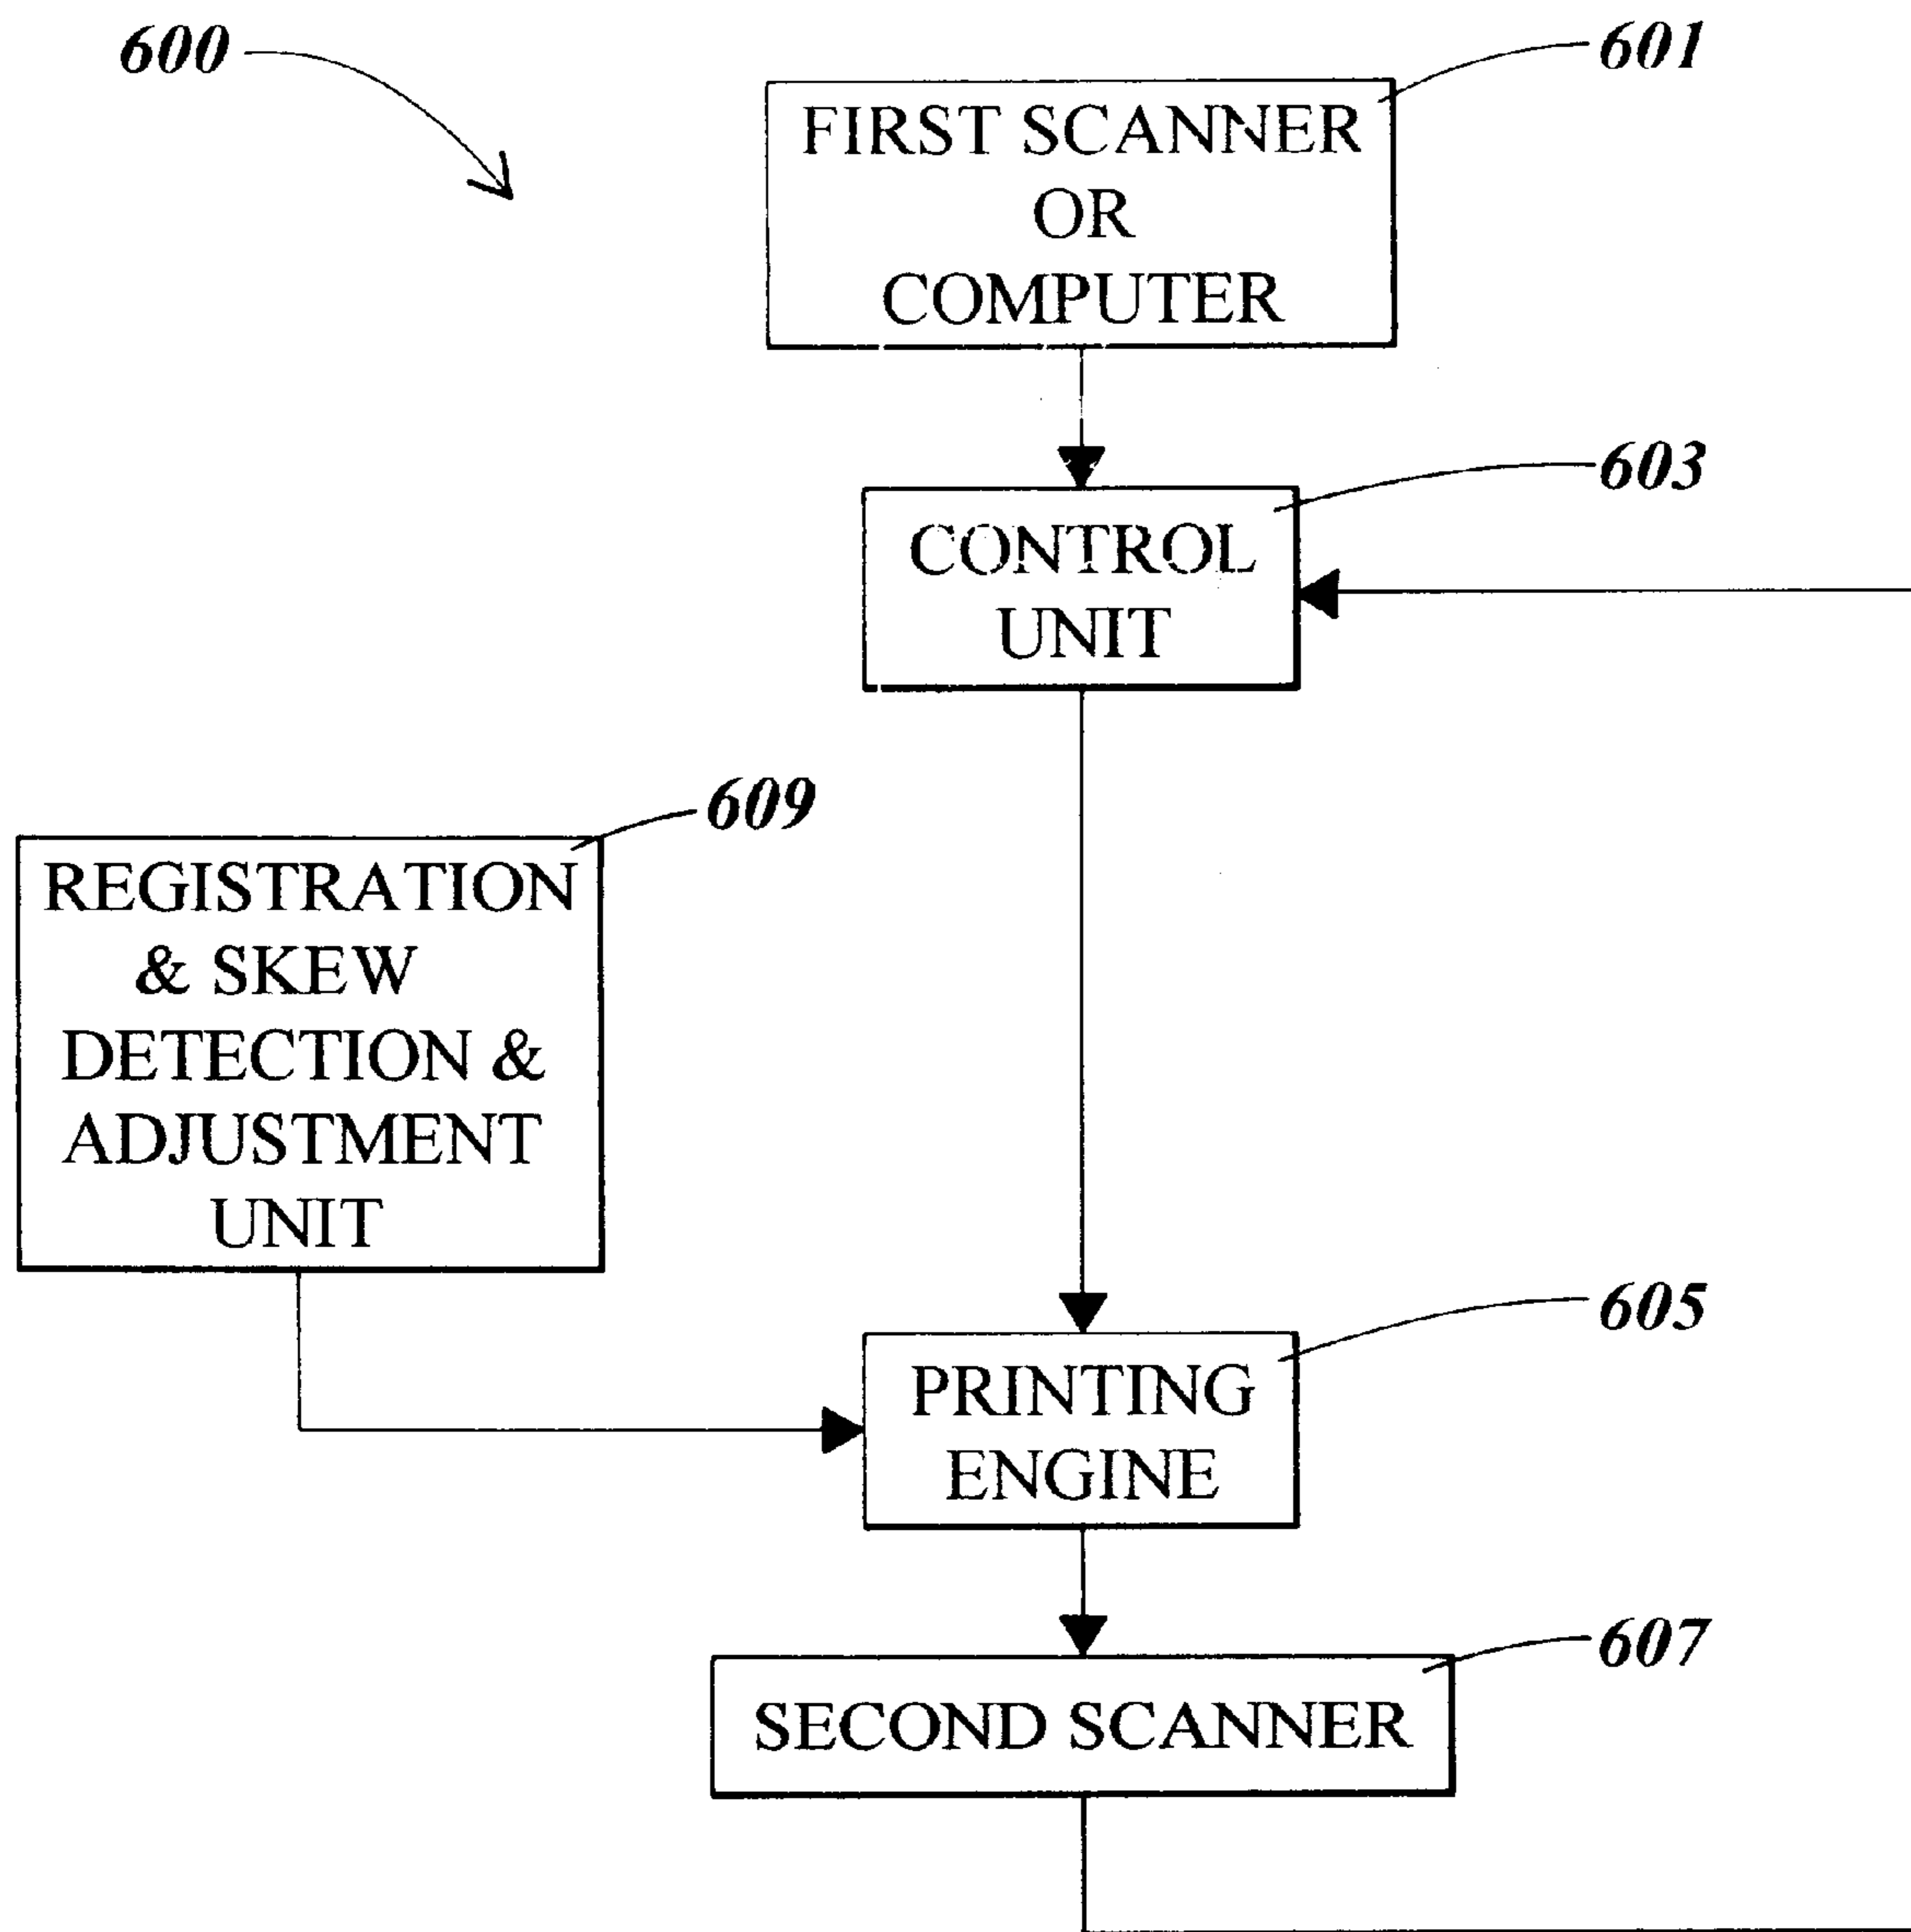 600
601
FIRST SCANNER
OR
COMPUTER
603
CONTROL
UNIT
609
REGISTRATION
& SKEW
DETECTION &
ADJUSTMENT
UNIT
605
PRINTING
ENGINE
607
SECOND SCANNER